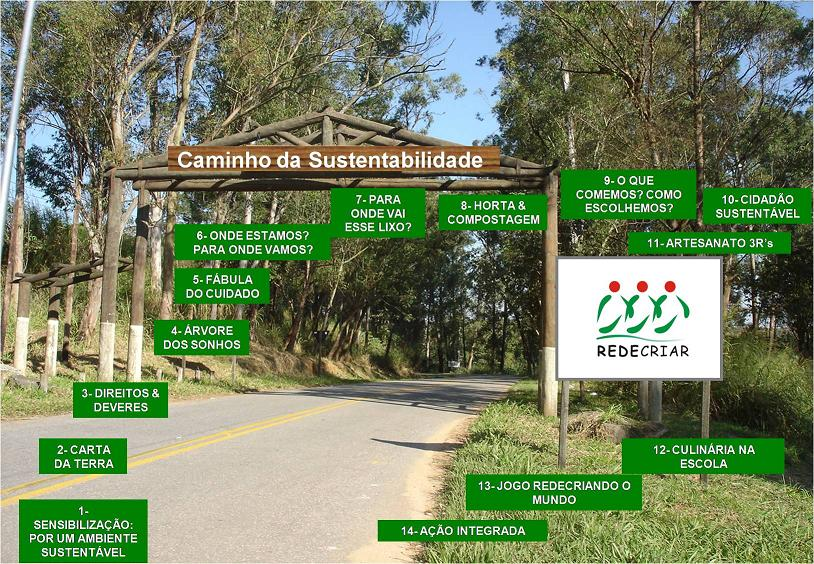 Caminho da Sustentabilidade
1-
SENSIBILIZAÇÃO:
POR UM AMBIENTE
SUSTENTÁVEL
2- CARTA
DA TERRA
3- DIREITOS &
DEVERES
4- ÁRVORE
DOS SONHOS
5- FÁBULA
DO CUIDADO
6- ONDE ESTAMOS?
PARA ONDE VAMOS?
7- PARA
ONDE VAI
ESSE LIXO?
8- HORTA &
COMPOSTAGEM
9- O QUE
COMEMOS? COMO
ESCOLHEMOS?
10- CIDADÃO
SUSTENTÁVEL
11- ARTESANATO 3R's
REDECRIAR
12- CULINÁRIA NA
ESCOLA
13- JOGO REDECRIANDO O
MUNDO
14- AÇÃO INTEGRADA